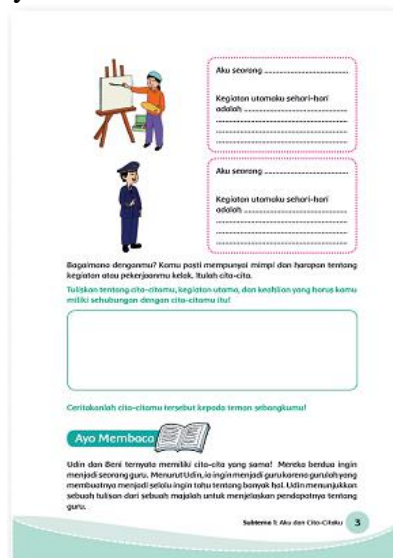 Aku seorang
Kegiatan utamaku sehari-hari
adalah
Aku seorang
Kegiatan utamaku sehari-hari
adalah
Bagaimana denganmu? Kamu pasti mempunyai mimpi dan harapan tentang
kegiatan atau pekerjaanmu kelak. Itulah cita-cita.
Tuliskan tentang cita-citamu, kegiatan utama, dan keahlian yang harus kamu
miliki sehubungan dengan cita-citamu itu!
Ceritakanlah cita-citamu tersebut kepada teman sebangkumu!
Ayo Membaca
Udin dan Beni ternyata memiliki cita-cita yang sama! Mereka berdua ingin
menjadi seorang guru. Menurut Udin, ia ingin menjadi guru karena gurulah yang
membuatnya menjadi selalu ingin tahu tentang banyak hal. Udin menunjukkan
sebuah tulisan dari sebuah majalah untuk menjelaskan pendapatnya tentang
guru.
Subtema 1: Aku dan Cita-Citaku 3